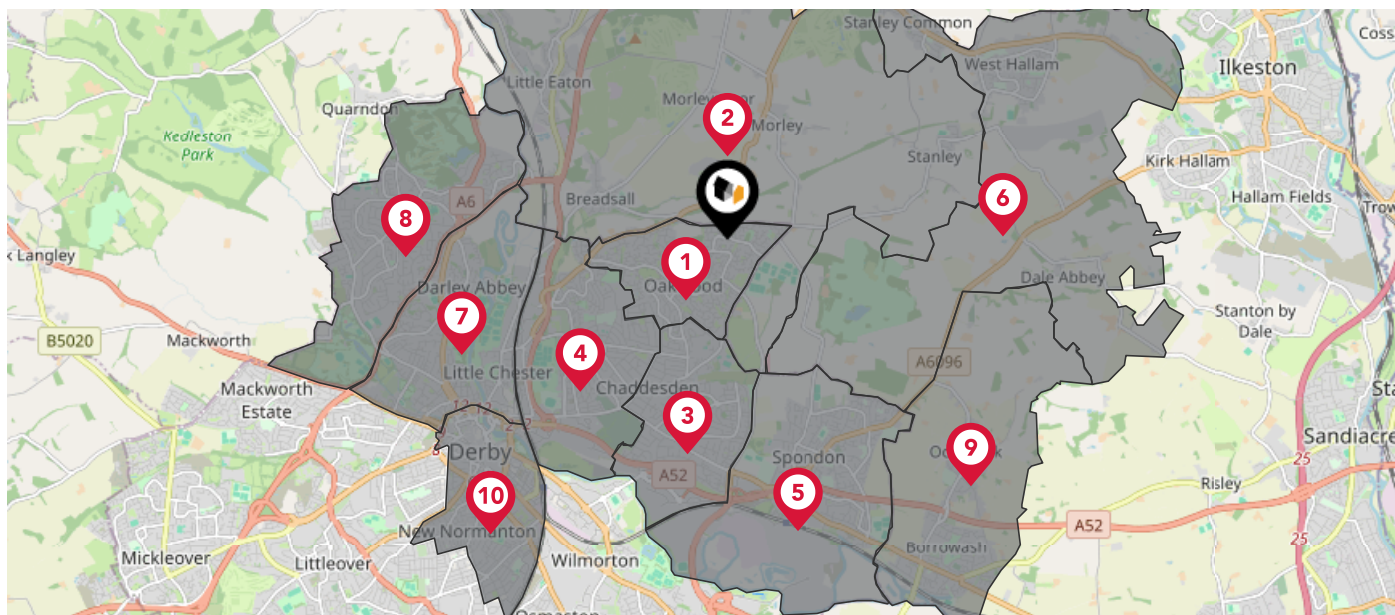 Stanley Common
Coss
West Hallam
Ilkeston
Little Eaton
Quarndon
Morley
2
Morley
Kedleston
Park
Stanley
Kirk Hallam
Hallam Fields
A6
Breadsall
6
8
1
k Langley
Darley Abbey
Oakwood
Dale Abbey
7
Stanton by
Dale
B5020
Mackworth
4
Little Chester
A6096
Mackworth
Estate
Chaddesden
Sta
3
Derby
Spondon
9
Sandiacre
25
A52
Risley
10
5
New Normanton
A52
25
Mickleover
Littleover
Wilmorton
Borrowash
Osmaston